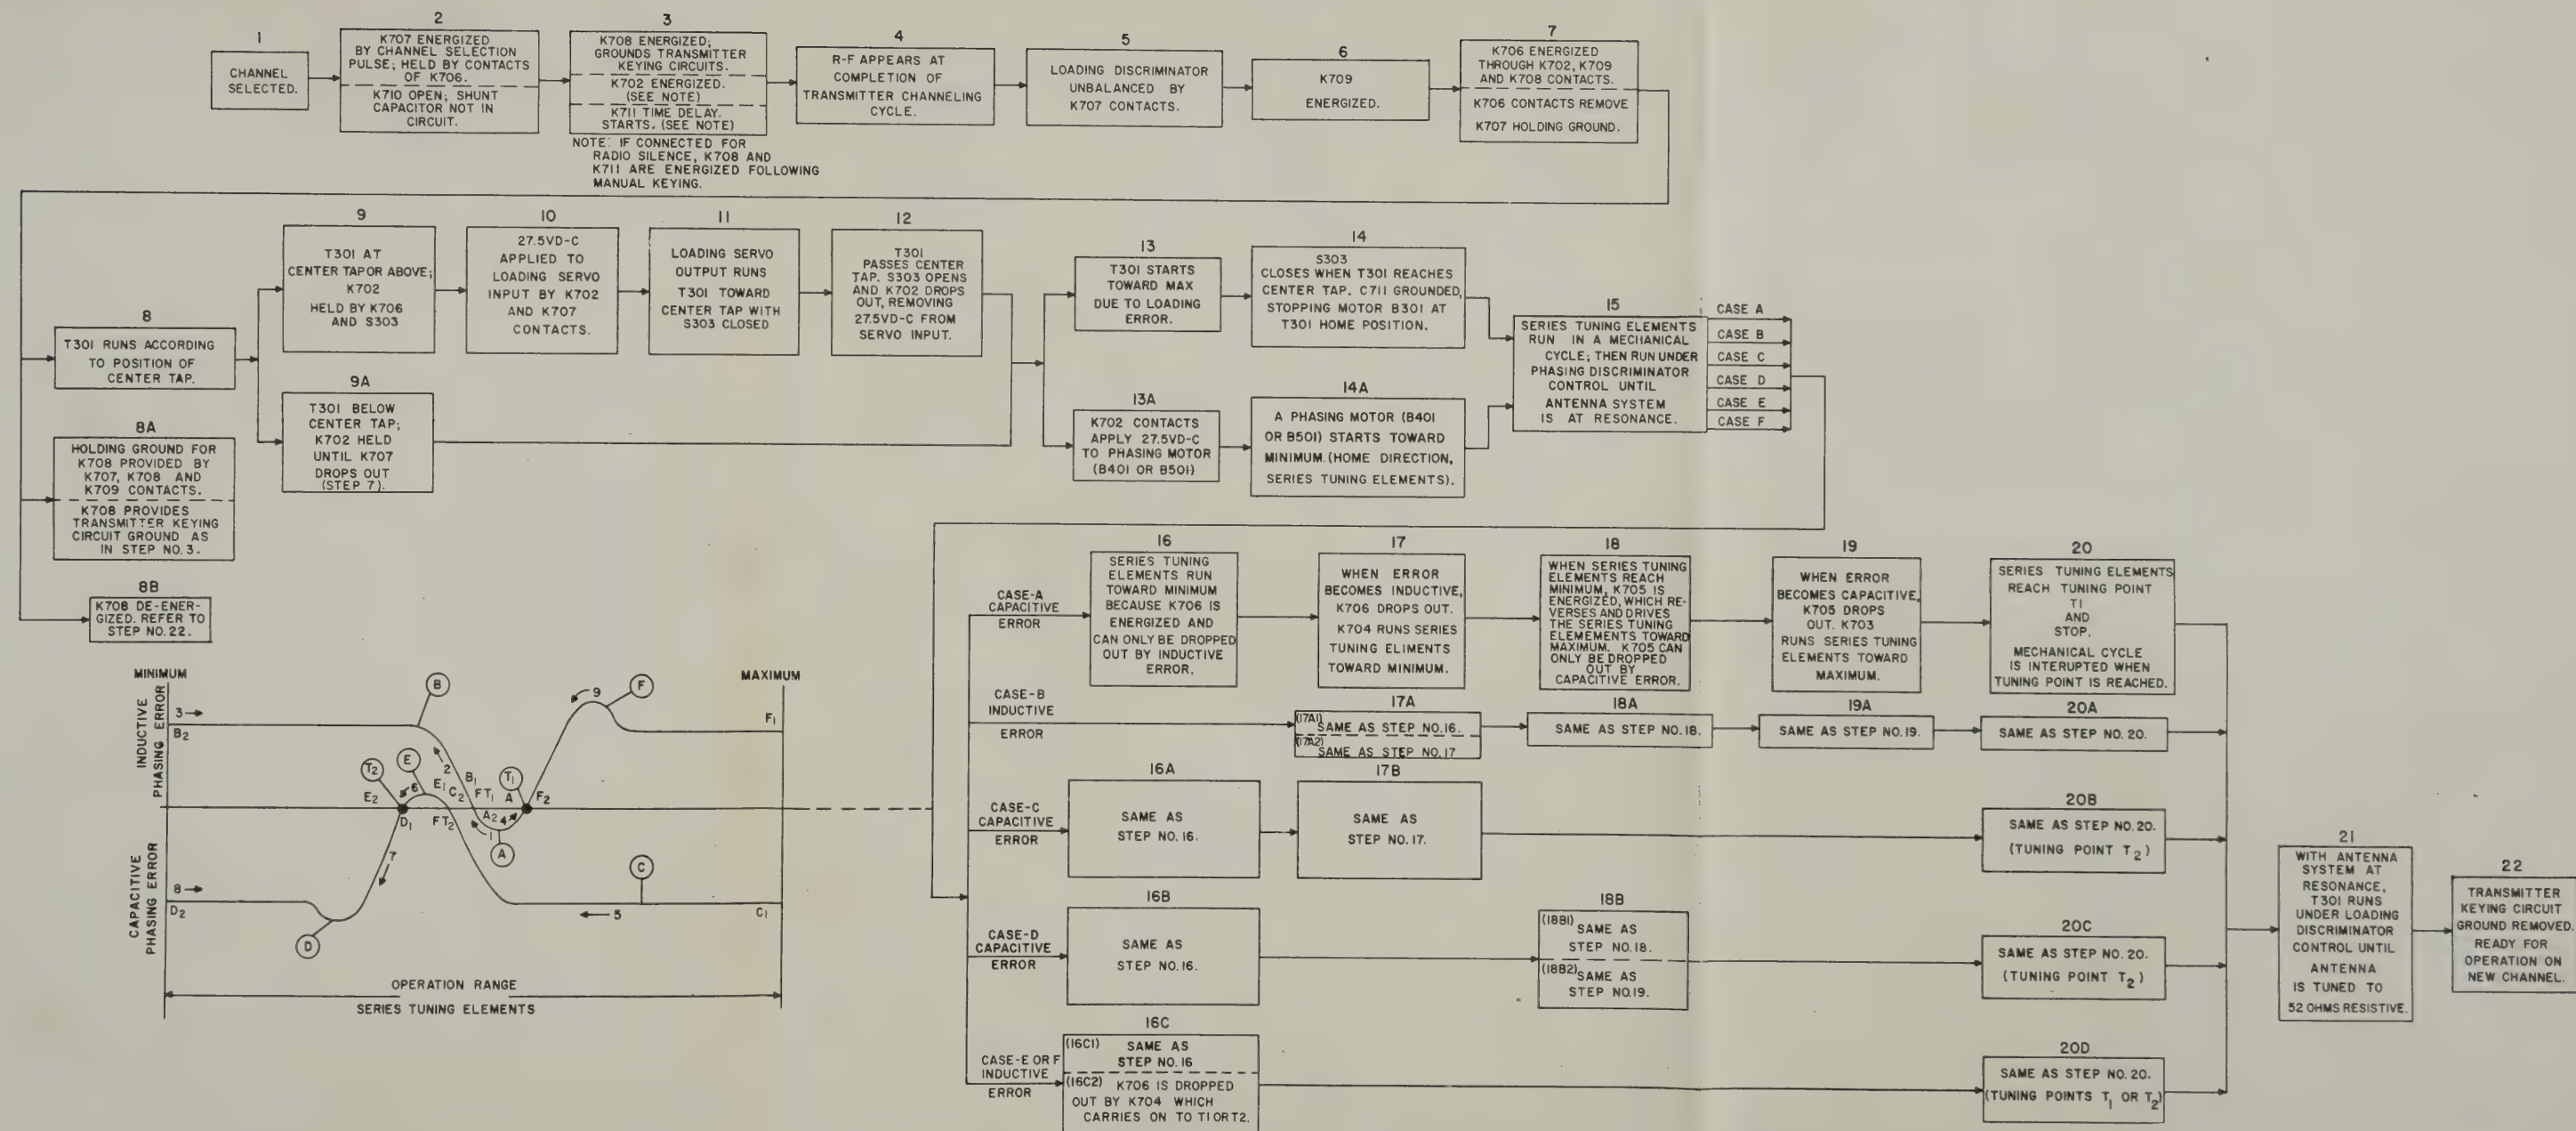 1
CHANNEL
SELECTED.
2
K707 ENERGIZED
BY CHANNEL SELECTION
PULSE; HELD BY CONTACTS
OF K706.
K710 OPEN; SHUNT
CAPACITOR NOT IN
CIRCUIT.
3
K708 ENERGIZED;
GROUNDS TRANSMITTER
KEYING CIRCUITS.
K702 ENERGIZED.
(SEE NOTE)
K711 TIME DELAY.
STARTS. (SEE NOTE)
NOTE: IF CONNECTED FOR
RADIO SILENCE, K708 AND
K711 ARE ENERGIZED FOLLOWING
MANUAL KEYING.
4
R-F APPEARS AT
COMPLETION OF
TRANSMITTER CHANNELING
CYCLE.
5
LOADING DISCRIMINATOR
UNBALANCED BY
K707 CONTACTS.
6
K709
ENERGIZED.
7
K706 ENERGIZED
THROUGH K702, K709
AND K708 CONTACTS.
K706 CONTACTS REMOVE
K707 HOLDING GROUND.
8
T301 RUNS ACCORDING
TO POSITION OF
CENTER TAP.
8A
HOLDING GROUND FOR
K708 PROVIDED BY
K707, K708 AND
K709 CONTACTS.
K708 PROVIDES
TRANSMITTER KEYING
CIRCUIT GROUND AS
IN STEP NO. 3.
8B
K708 DE-ENER-
GIZED. REFER TO
STEP NO. 22.
9
T301 AT
CENTER TAPOR ABOVE;
K702
HELD BY K706
AND S303
9A
T301 BELOW
CENTER TAP;
K702 HELD
UNTIL K707
DROPS OUT
(STEP 7).
10
27.5VD-C
APPLIED TO
LOADING SERVO
INPUT BY K702
AND K707
CONTACTS.
11
LOADING SERVO
OUTPUT RUNS
T301 TOWARD
CENTER TAP WITH
S303 CLOSED
12
T301
PASSES CENTER
TAP. S303 OPENS
AND K702 DROPS
OUT, REMOVING
27.5VD-C FROM
SERVO INPUT.
13
T301 STARTS
TOWARD MAX
DUE TO LOADING
ERROR.
13A
K702 CONTACTS
APPLY 27.5VD-C
TO PHASING MOTOR
(B401 OR B501)
14
S303
CLOSES WHEN T301 REACHES
CENTER TAP. C711 GROUNDED,
STOPPING MOTOR B301 AT
T301 HOME POSITION.
14A
A PHASING MOTOR (B401
OR B501) STARTS TOWARD
MINIMUM. (HOME DIRECTION,
SERIES TUNING ELEMENTS).
15
SERIES TUNING ELEMENTS
RUN IN A MECHANICAL
CYCLE; THEN RUN UNDER
PHASING DISCRIMINATOR
CONTROL UNTIL
ANTENNA SYSTEM
IS AT RESONANCE.
CASE A
CASE B
CASE C
CASE D
CASE E
CASE F
CASE-A
CAPACITIVE
ERROR
16
SERIES TUNING
ELEMENTS RUN
TOWARD MINIMUM
BECAUSE K706 IS
ENERGIZED AND
CAN ONLY BE DROPPED
OUT BY INDUCTIVE
ERROR.
17
WHEN ERROR
BECOMES INDUCTIVE,
K706 DROPS OUT.
K704 RUNS SERIES
TUNING ELIMENTS
TOWARD MINIMUM.
18
WHEN SERIES TUNING
ELEMENTS REACH
MINIMUM, K705 IS
ENERGIZED, WHICH RE-
VERSES AND DRIVES
THE SERIES TUNING
ELEMEMENTS TOWARD
MAXIMUM. K705 CAN
ONLY BE DROPPED
OUT BY
CAPACITIVE ERROR.
19
WHEN ERROR
BECOMES CAPACITIVE,
K705 DROPS
OUT. K703
RUNS SERIES TUNING
ELEMENTS TOWARD
MAXIMUM.
20
SERIES TUNING ELEMENTS
REACH TUNING POINT
T1
AND
STOP.
MECHANICAL CYCLE
IS INTERUPTED WHEN
TUNING POINT IS REACHED.
CASE-B
INDUCTIVE
ERROR
17A
(17A1)
SAME AS STEP NO.16.
(17A2)
SAME AS STEP NO.17
18A
SAME AS STEP NO.18.
19A
SAME AS STEP NO.19.
20A
SAME AS STEP NO. 20.
CASE-C
CAPACITIVE
ERROR
16A
SAME AS
STEP NO.16.
17B
SAME AS
STEP NO.17.
20B
SAME AS STEP NO.20.
(TUNING POINT T2)
CASE-D
CAPACITIVE
ERROR
16B
SAME AS
STEP NO.16.
18B
(18B1)
SAME AS
STEP NO.18.
(18B2)
SAME AS
STEP NO.19.
20C
SAME AS STEP NO. 20.
(TUNING POINT T2)
CASE-E OR F
INDUCTIVE
ERROR
16C
(16C1) SAME AS
STEP NO.16
(16C2) K706 IS DROPPED
OUT BY K704 WHICH
CARRIES ON TO T1 OR T2.
20D
SAME AS STEP NO. 20.
(TUNING POINTS T1 OR T2)
21
WITH ANTENNA
SYSTEM AT
RESONANCE,
T301 RUNS
UNDER LOADING
DISCRIMINATOR
CONTROL UNTIL
ANTENNA
IS TUNED TO
52 OHMS RESISTIVE.
22
TRANSMITTER
KEYING CIRCUIT
GROUND REMOVED.
READY FOR
OPERATION ON
NEW CHANNEL.
MINIMUM
MAXIMUM
INDUCTIVE
PHASING ERROR
CAPACITIVE
PHASING ERROR
3
B2
B
2
9
F
F1
T2
E
6
E1
C2
B1
FT1
T1
A
F2
E2
D1
FT2
A2
4
1
A
7
C
8
D2
D
5
C1
OPERATION RANGE
SERIES TUNING ELEMENTS